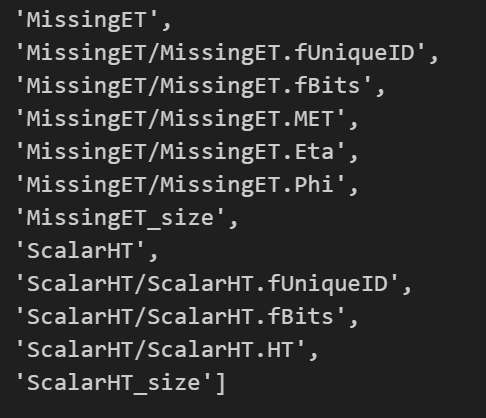 'MissingET',
'MissingET/MissingET.fUniqueID',
'MissingET/MissingET.fBits',
'MissingET/MissingET.MET',
'MissingET/MissingET.Eta',
'MissingET/MissingET.Phi',
'MissingET_size',
'ScalarHT',
'ScalarHT/ScalarHT.fUniqueID',
'ScalarHT/ScalarHT.fBits',
'ScalarHT/ScalarHT.HT',
'ScalarHT_size']